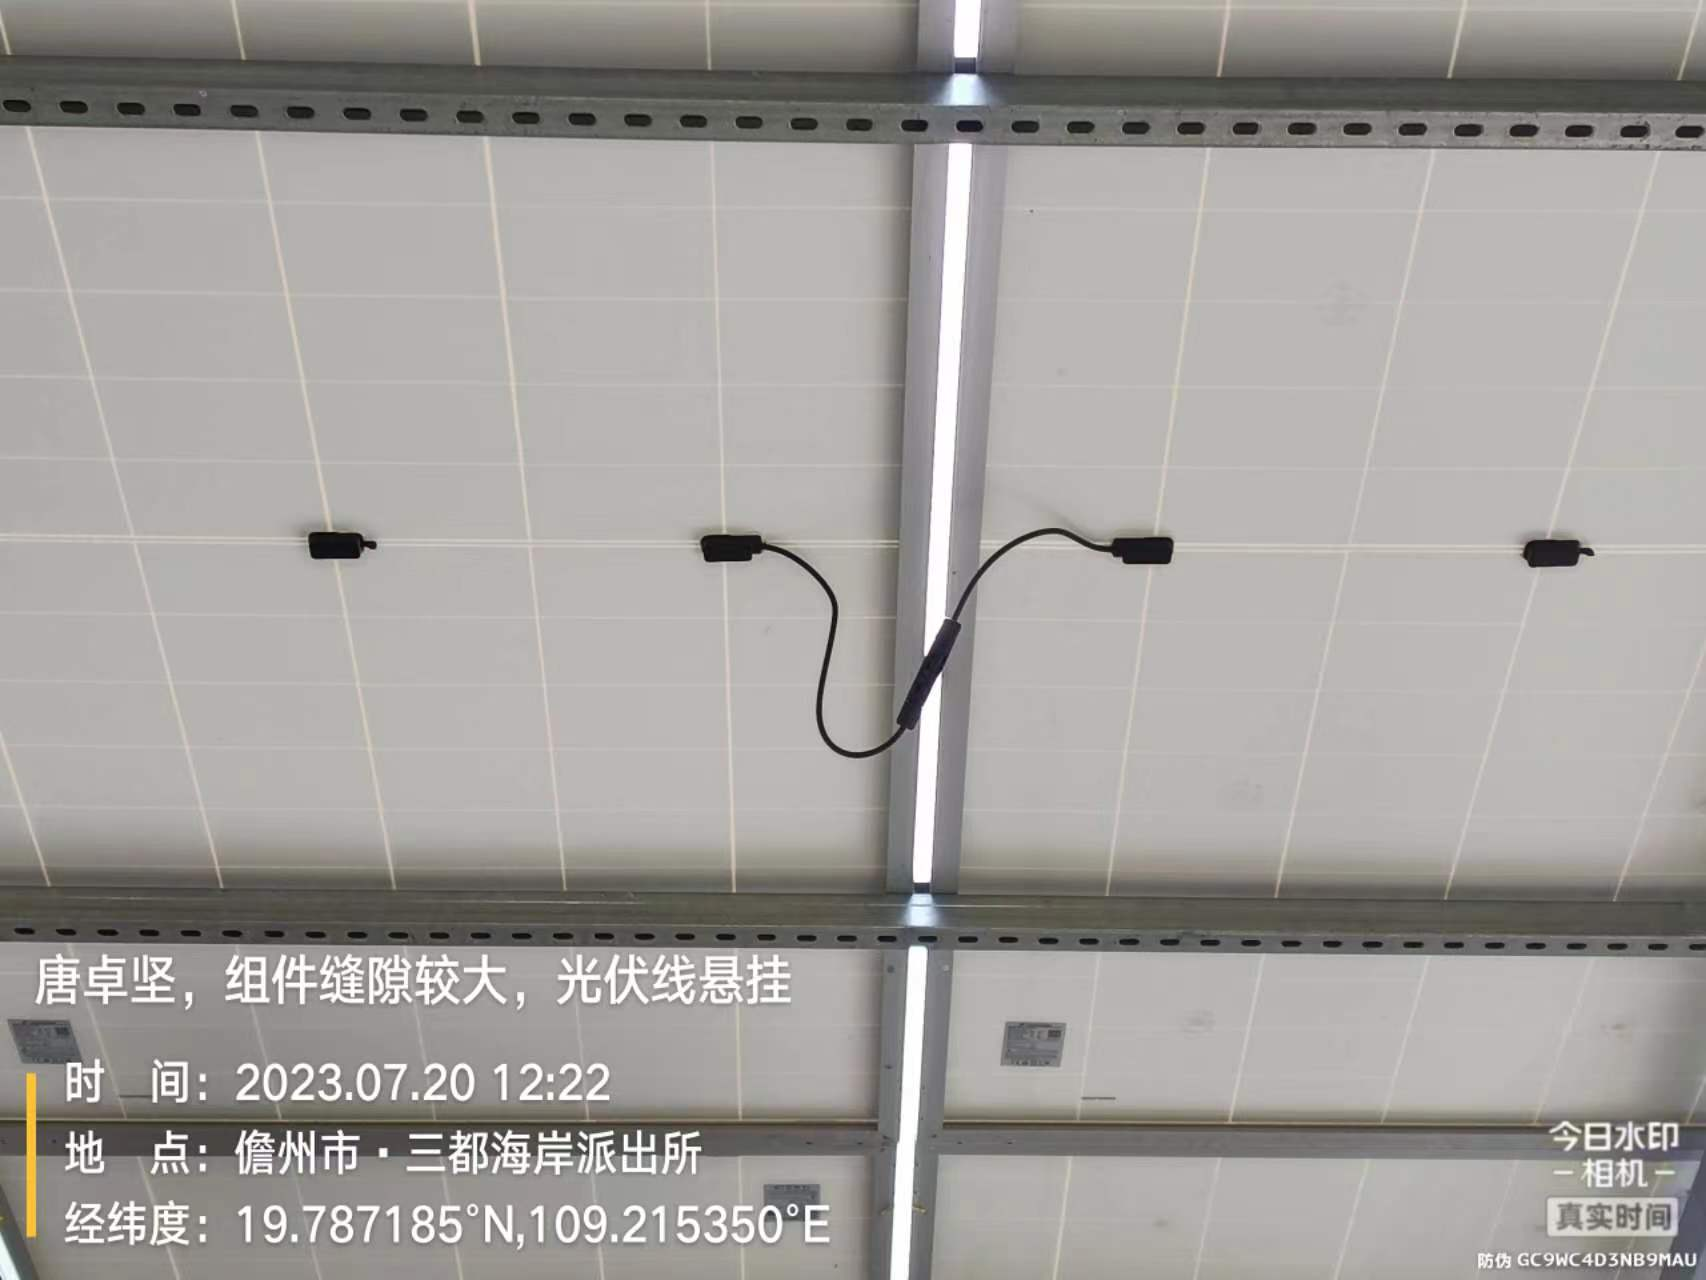 唐卓坚，组件缝隙较大，光伏线悬挂
时 间：2023.07.20 12:22
地 点：儋州市·三都海岸派出所
经纬度：19.787185°N,109.215350°E
今日水印
-相机-
真实时间
防伪 GC9WC4D3NB9MAU